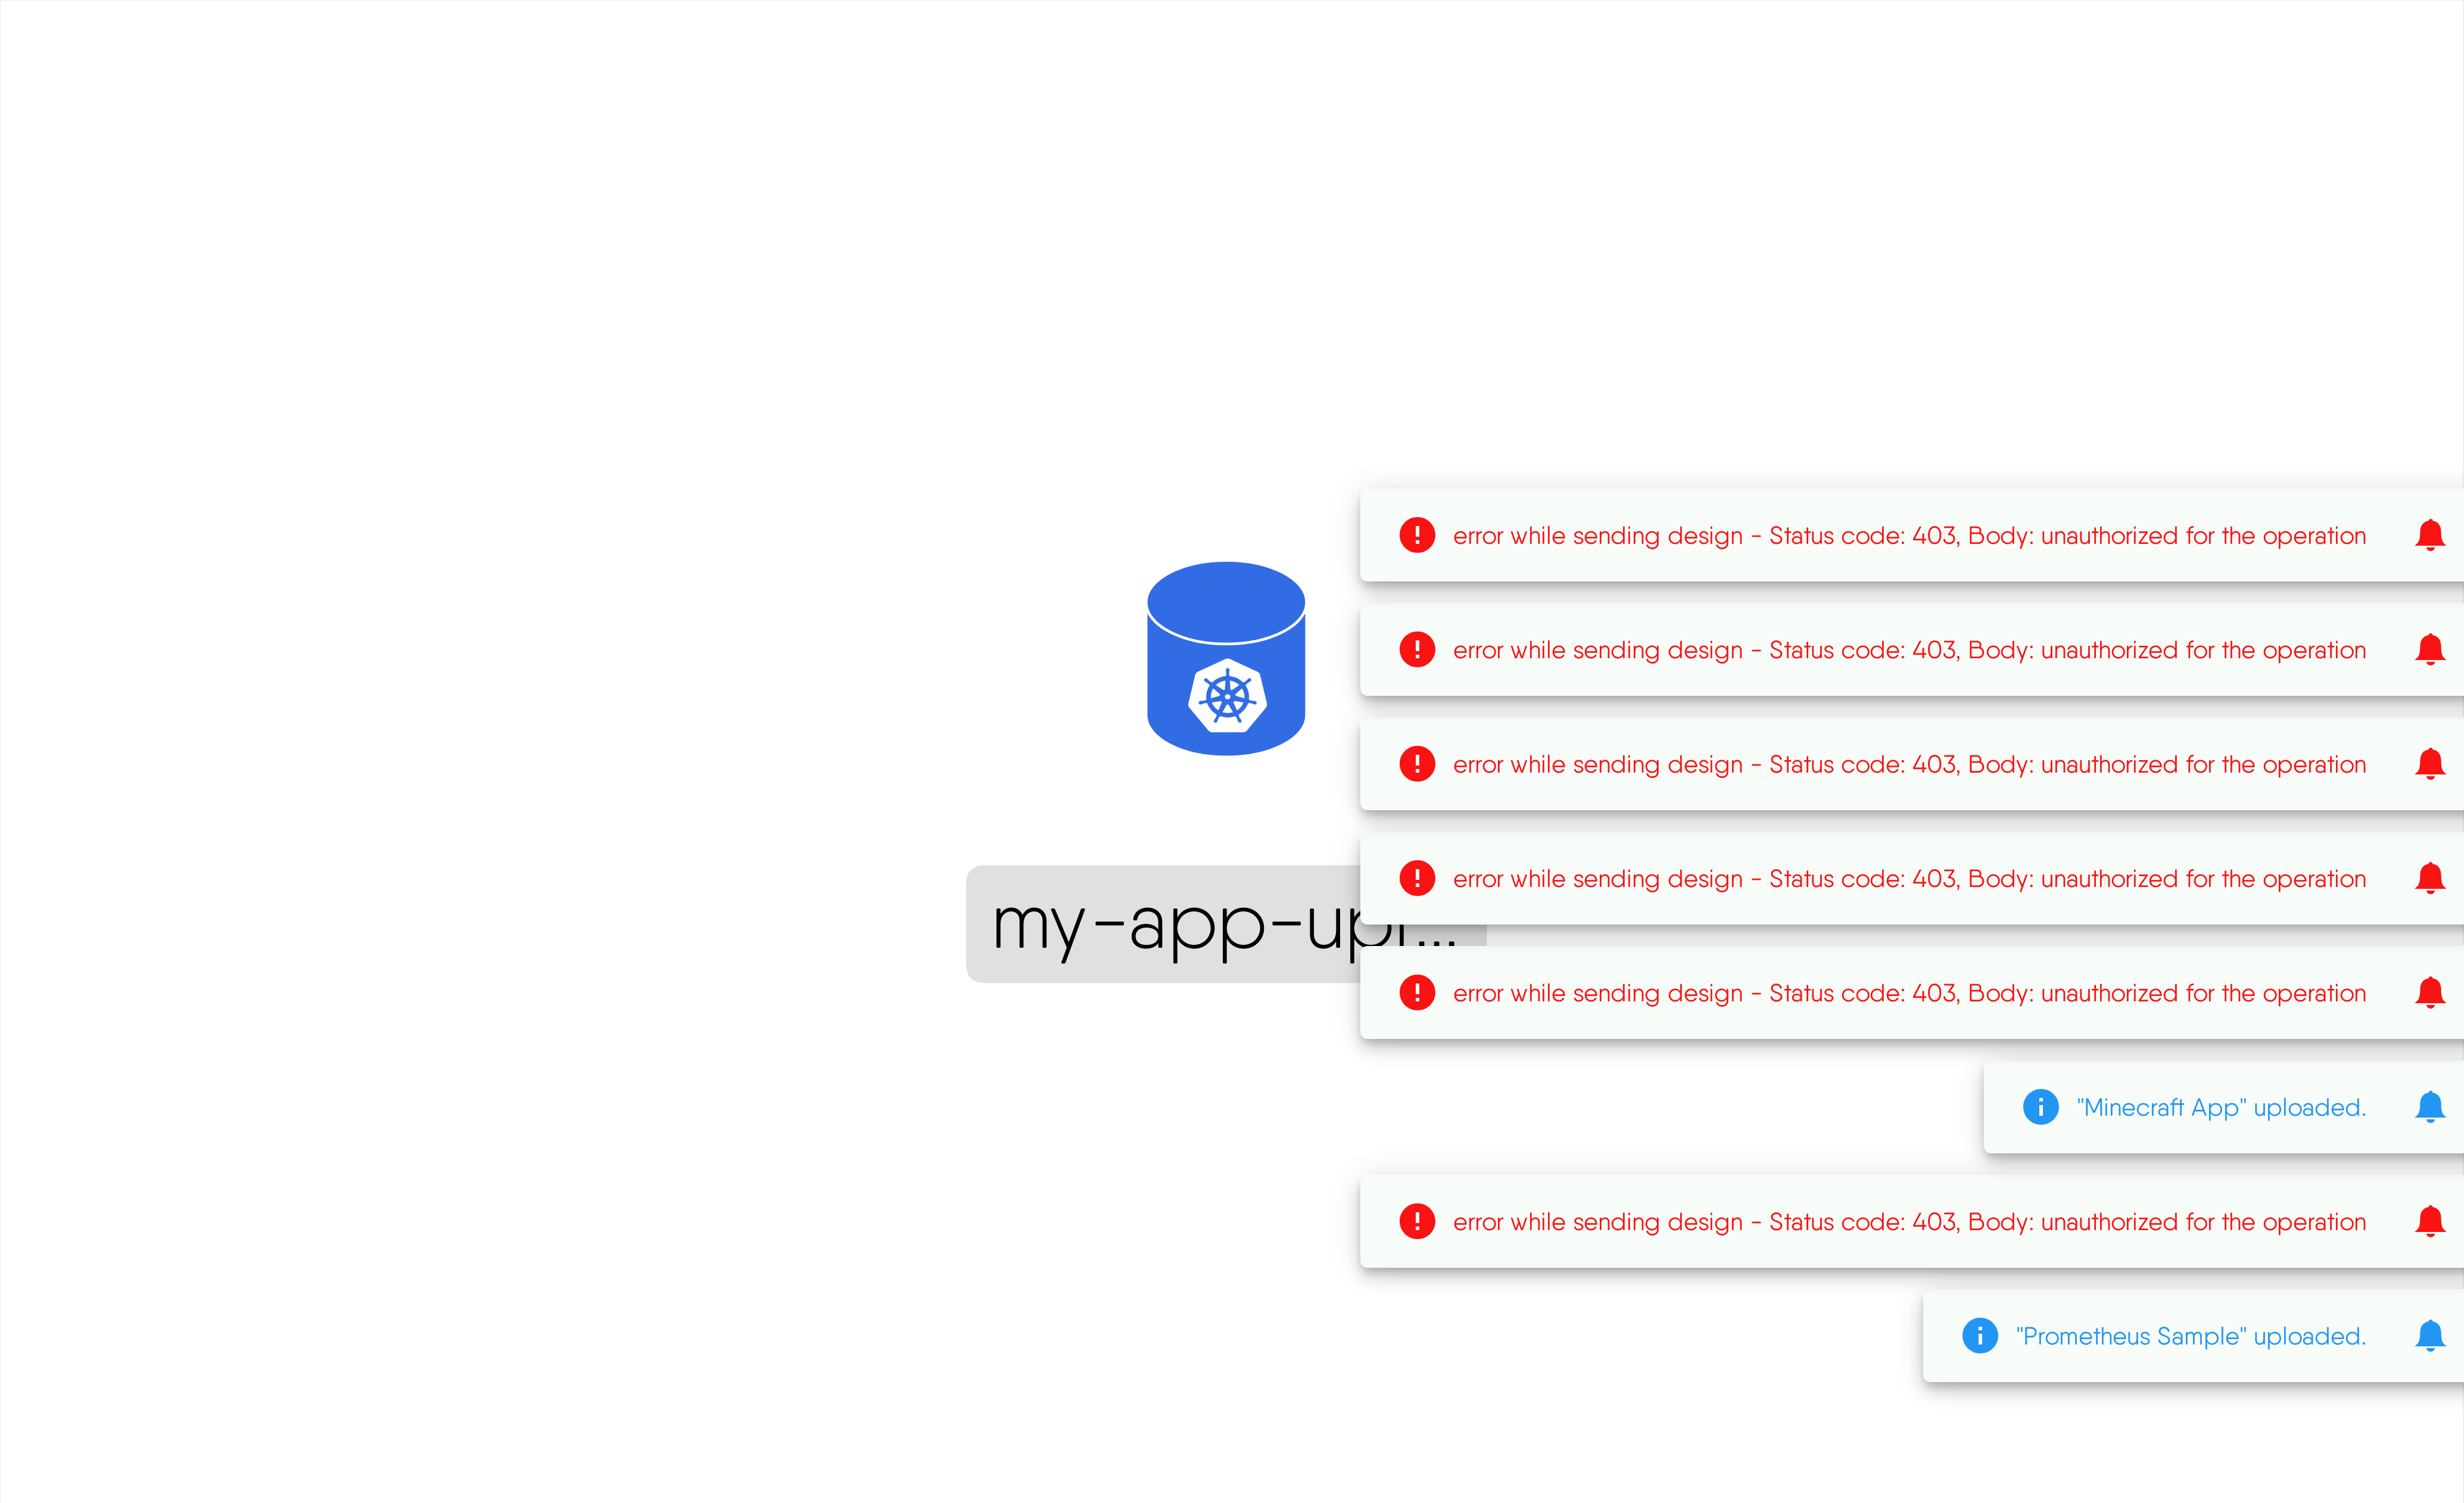 error while sending design - Status code: 403, Body: unauthorized for the operation
error while sending design - Status code: 403, Body: unauthorized for the operation
error while sending design - Status code: 403, Body: unauthorized for the operation
error while sending design - Status code: 403, Body: unauthorized for the operation
my-app-upr...
error while sending design - Status code: 403, Body: unauthorized for the operation
"Minecraft App" uploaded.
error while sending design - Status code: 403, Body: unauthorized for the operation
"Prometheus Sample" uploaded.